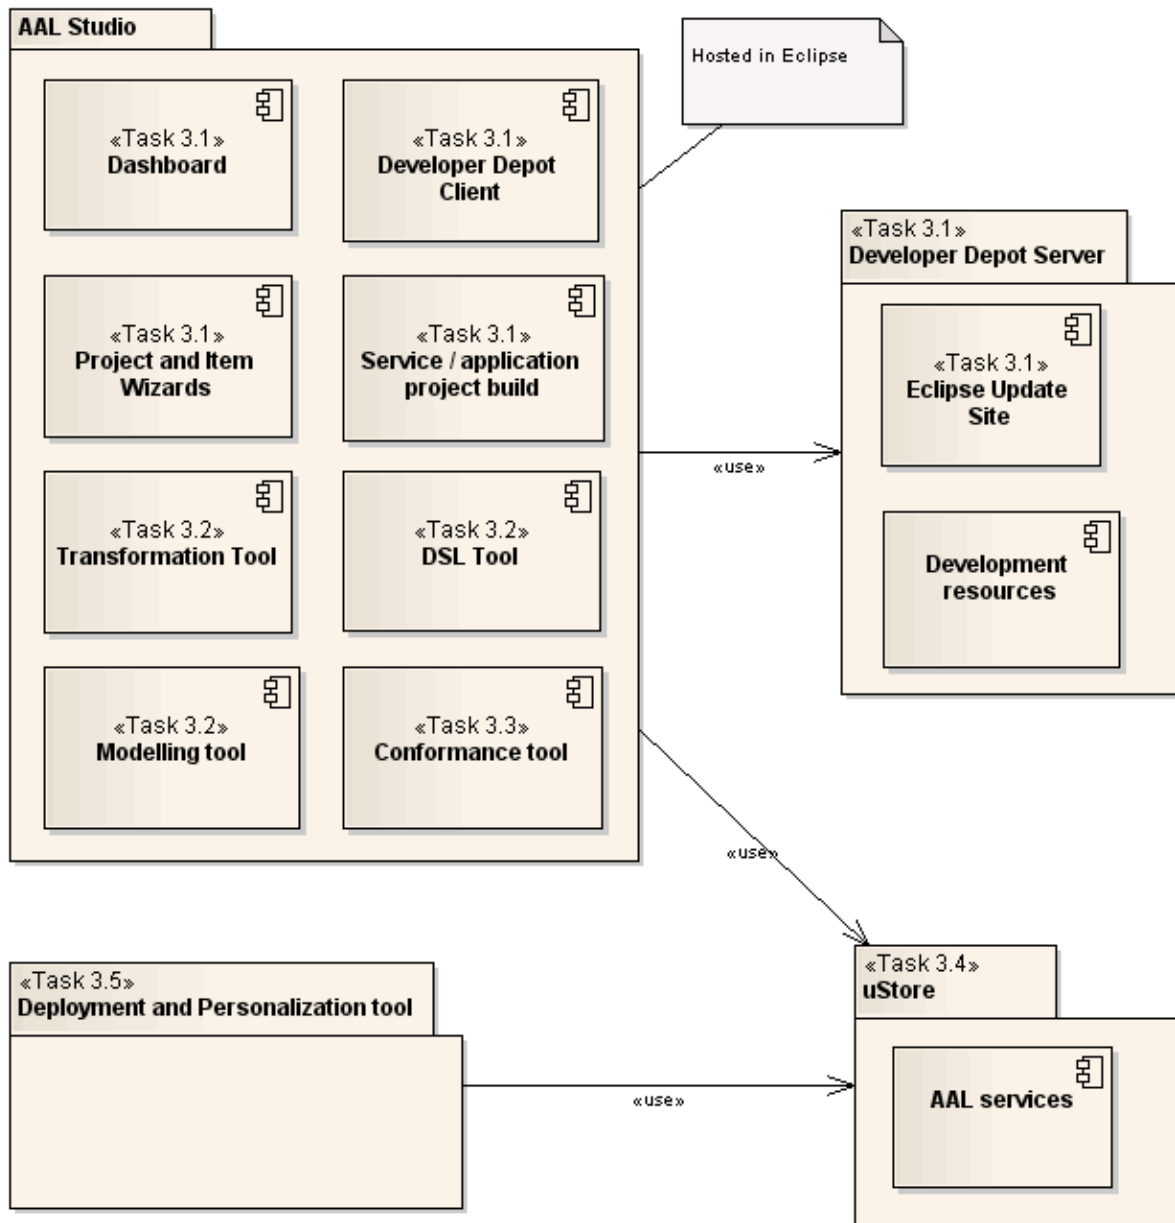 AAL Studio
Hosted in Eclipse
«Task 3.1»
Dashboard
«Task 3.1»
Developer Depot
Client
«Task 3.1»
Project and Item
Wizards
«Task 3.1»
Service / application
project build
«Task 3.2»
Transformation Tool
«Task 3.2»
DSL Tool
«Task 3.2»
Modelling tool
«Task 3.3»
Conformance tool
«use»
«Task 3.1»
Developer Depot Server
«Task 3.1»
Eclipse Update
Site
Development
resources
«use»
«Task 3.5»
Deployment and Personalization tool
«use»
«Task 3.4»
uStore
AAL services